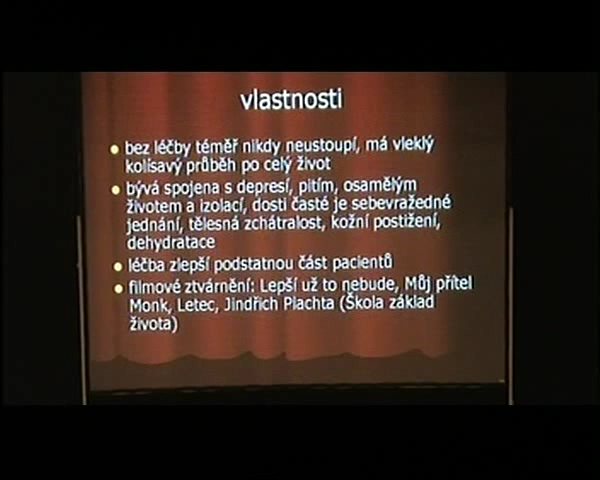 vlastnosti
bez léčby téměř nikdy neustoupí, má vleklý
kolísavý průběh po celý život
bývá spojena s depresí, pitím, osamělým
životem a izolací, dosti časté je sebevražedné
jednání, tělesná zchátralost, kožní postižení,
dehydratace
léčba zlepší podstatnou část pacientů
filmové ztvárnění: Lepší už to nebude, Můj přítel
Monk, Letec, Jindřich Plachta (Škola základ
života)